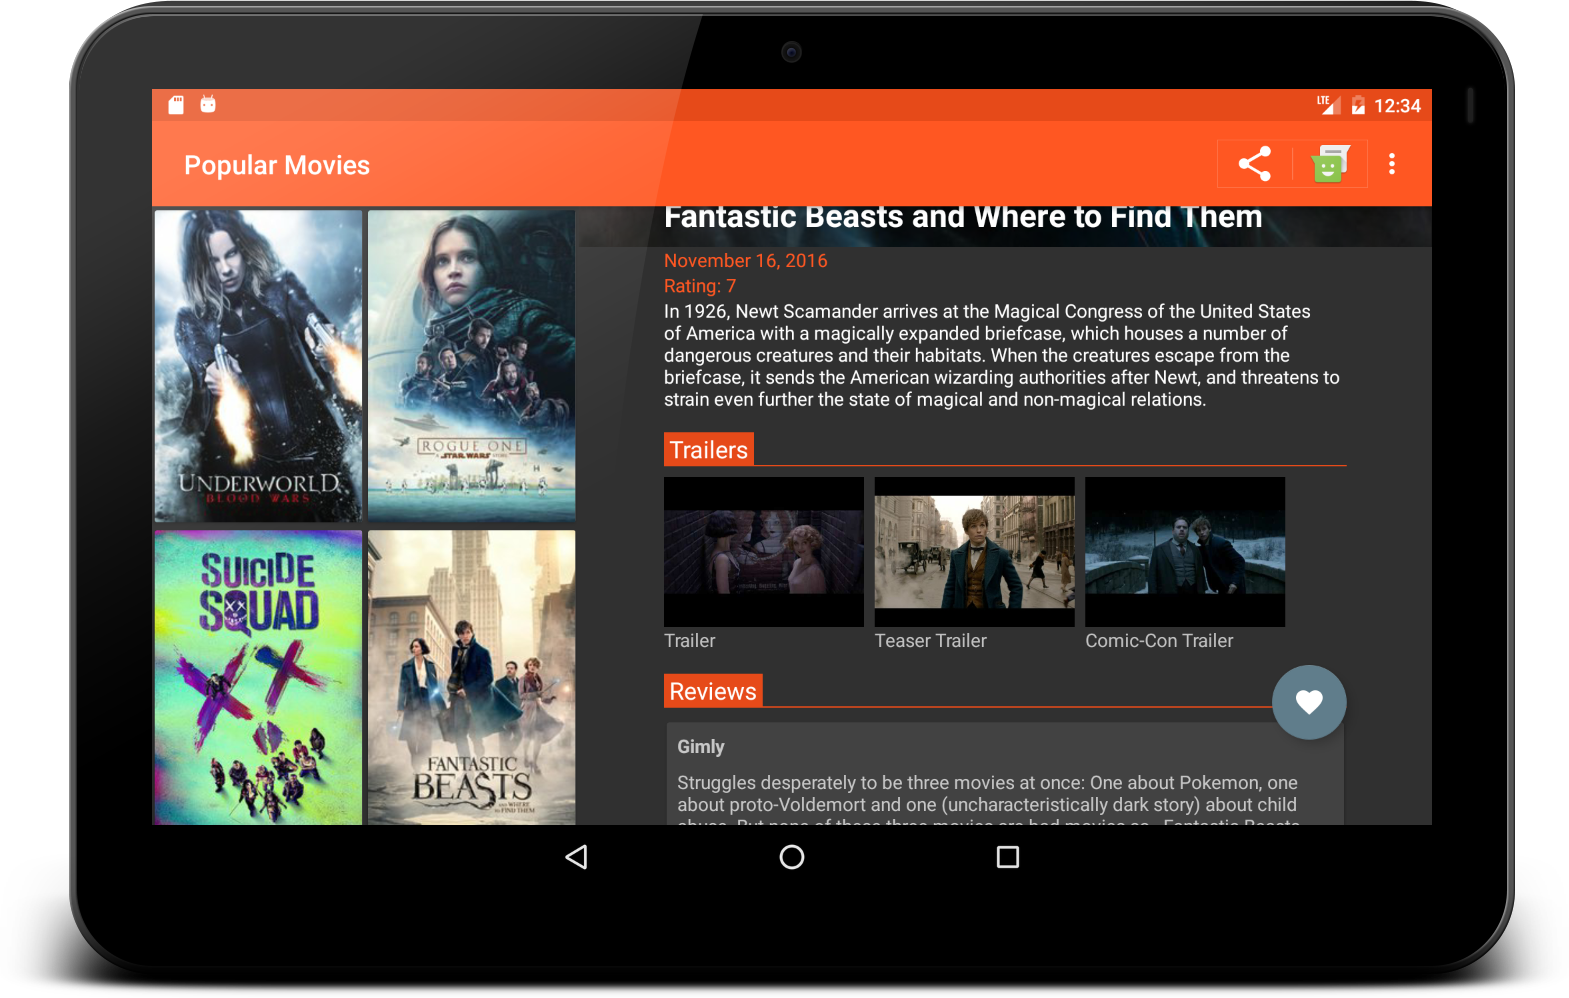 LTE 12:34
Popular Movies
UNDERWORLD
BLOOD WARS
ROGUE ONE
A STAR WARS STORY
SUICIDE
SQUAD
FANTASTIC
BEASTS
AND WHERE
TO FIND THEM
Fantastic Beasts and Where to Find Them
November 16, 2016
Rating: 7
In 1926, Newt Scamander arrives at the Magical Congress of the United States
of America with a magically expanded briefcase, which houses a number of
dangerous creatures and their habitats. When the creatures escape from the
briefcase, it sends the American wizarding authorities after Newt, and threatens to
strain even further the state of magical and non-magical relations.
Trailers
Trailer
Teaser Trailer
Comic-Con Trailer
Reviews
Gimly
Struggles desperately to be three movies at once: One about Pokemon, one
about proto-Voldemort and one (uncharacteristically dark story) about child